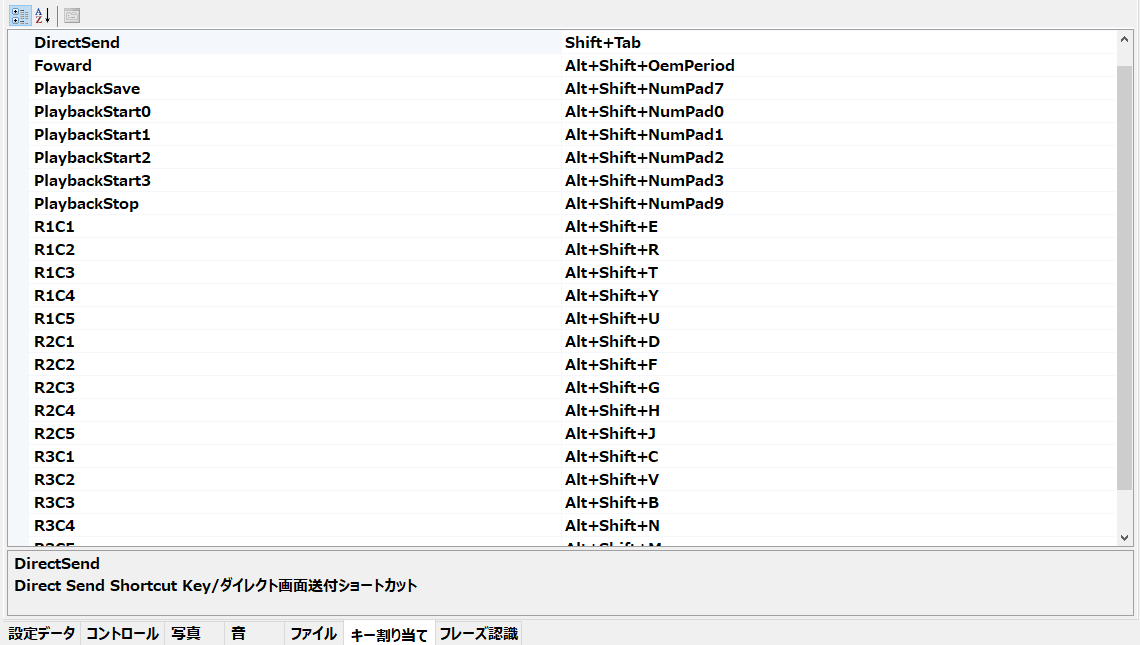 DirectSend Shift+Tab
Foward Alt+Shift+OemPeriod
PlaybackSave Alt+Shift+NumPad7
PlaybackStart0 Alt+Shift+NumPad0
PlaybackStart1 Alt+Shift+NumPad1
PlaybackStart2 Alt+Shift+NumPad2
PlaybackStart3 Alt+Shift+NumPad3
PlaybackStop Alt+Shift+NumPad9
R1C1 Alt+Shift+E
R1C2 Alt+Shift+R
R1C3 Alt+Shift+T
R1C4 Alt+Shift+Y
R1C5 Alt+Shift+U
R2C1 Alt+Shift+D
R2C2 Alt+Shift+F
R2C3 Alt+Shift+G
R2C4 Alt+Shift+H
R2C5 Alt+Shift+J
R3C1 Alt+Shift+C
R3C2 Alt+Shift+V
R3C3 Alt+Shift+B
R3C4 Alt+Shift+N
DirectSend
Direct Send Shortcut Key/ダイレクト画面送付ショートカット
設定データ コントロール 写真 音 ファイル キー割り当て フレーズ認識